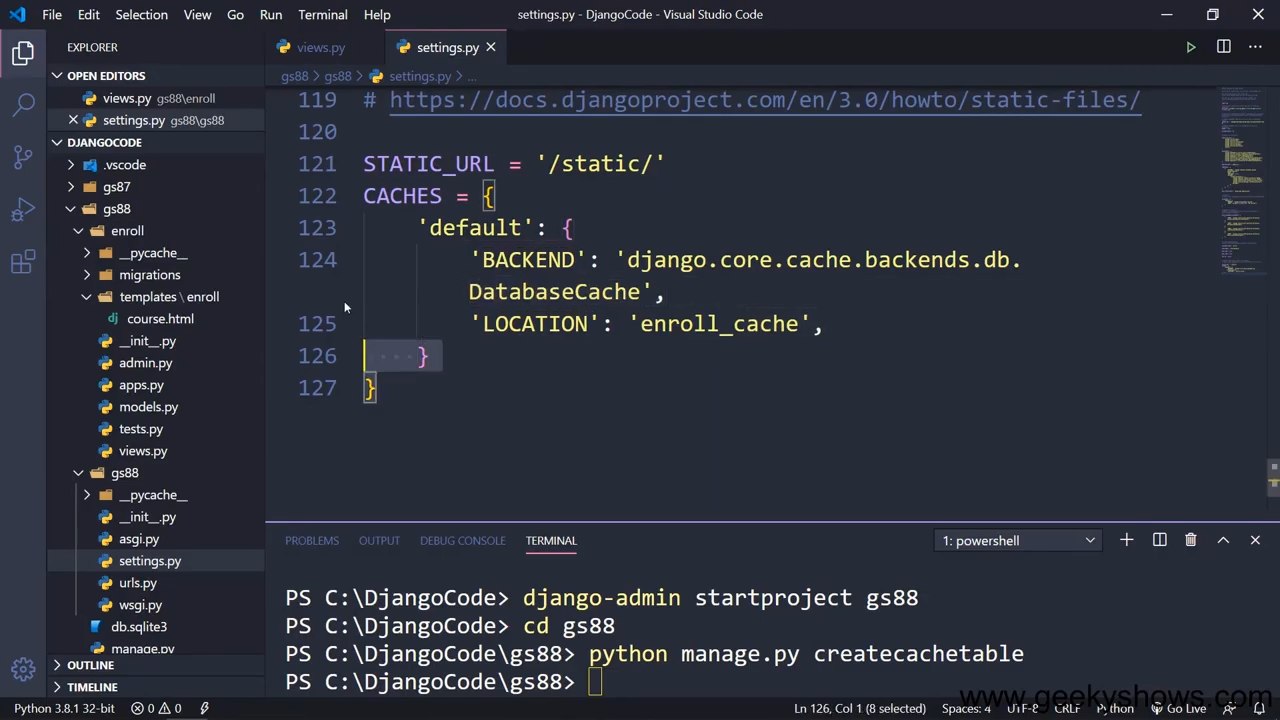 File Edit Selection View Go Run Terminal Help
settings.py - DjangoCode - Visual Studio Code
EXPLORER
OPEN EDITORS
views.py gs88\enroll
settings.py gs88\gs88
DJANGOCODE
.vscode
gs87
gs88
enroll
__pycache__
migrations
templates \ enroll
dj course.html
__init__.py
admin.py
apps.py
models.py
tests.py
views.py
gs88
__pycache__
__init__.py
asgi.py
settings.py
urls.py
wsgi.py
db.sqlite3
manage.py
OUTLINE
TIMELINE
views.py settings.py
gs88 > gs88 > settings.py > ...
119 # https://docs.djangoproject.com/en/3.0/howto/static-files/
120
121 STATIC_URL = '/static/'
122 CACHES = {
123 'default': {
124 'BACKEND': 'django.core.cache.backends.db.
DatabaseCache',
125 'LOCATION': 'enroll_cache',
126 }
127 }
PROBLEMS OUTPUT DEBUG CONSOLE TERMINAL 1: powershell
PS C:\DjangoCode> django-admin startproject gs88
PS C:\DjangoCode> cd gs88
PS C:\DjangoCode\gs88> python manage.py createcachetable
PS C:\DjangoCode\gs88>
www.geekyshows.com
Python 3.8.1 32-bit 0 0 Ln 126, Col 1 (8 selected) Spaces: 4 UTF-8 CRLF Python Go Live